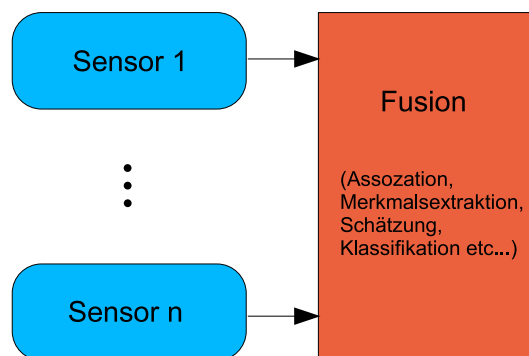 Sensor 1
Fusion
(Assozation,
Merkmalsextraktion,
Schätzung,
Klassifikation etc...)
Sensor n